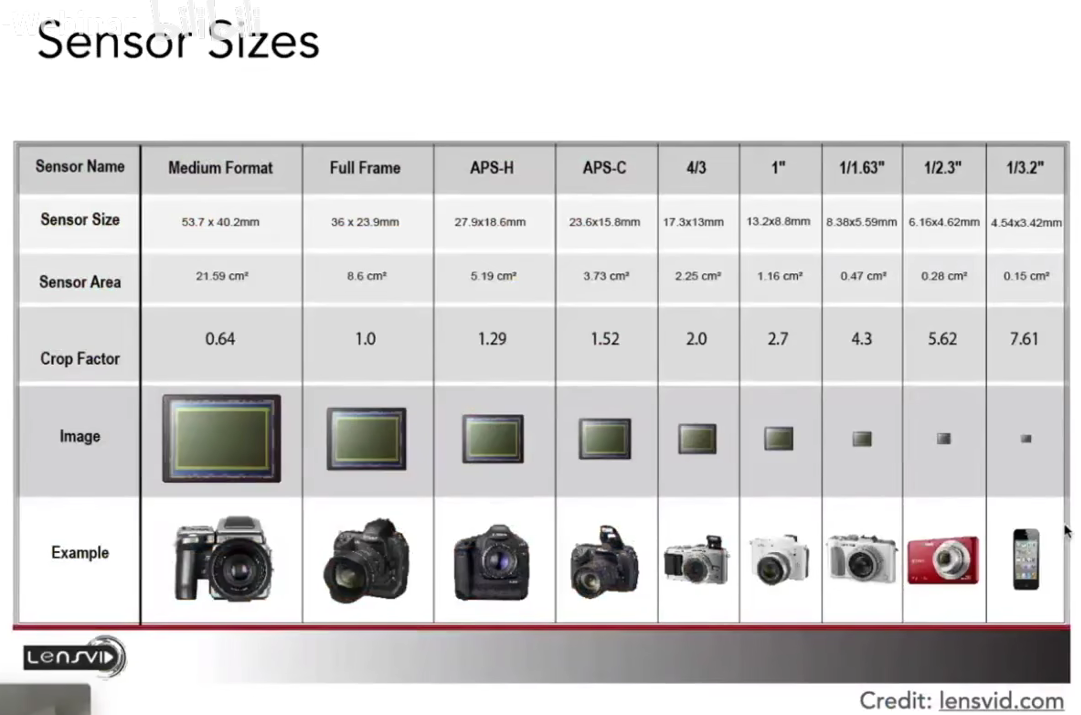 Sensor Sizes
Sensor Name Medium Format Full Frame APS-H APS-C 4/3 1" 1/1.63" 1/2.3" 1/3.2"
Sensor Size 53.7 x 40.2mm 36 x 23.9mm 27.9x18.6mm 23.6x15.8mm 17.3x13mm 13.2x8.8mm 8.38x5.59mm 6.16x4.62mm 4.54x3.42mm
Sensor Area 21.59 cm² 8.6 cm² 5.19 cm² 3.73 cm² 2.25 cm² 1.16 cm² 0.47 cm² 0.28 cm² 0.15 cm²
Crop Factor 0.64 1.0 1.29 1.52 2.0 2.7 4.3 5.62 7.61
Image
Example
LENSVID
Credit: lensvid.com